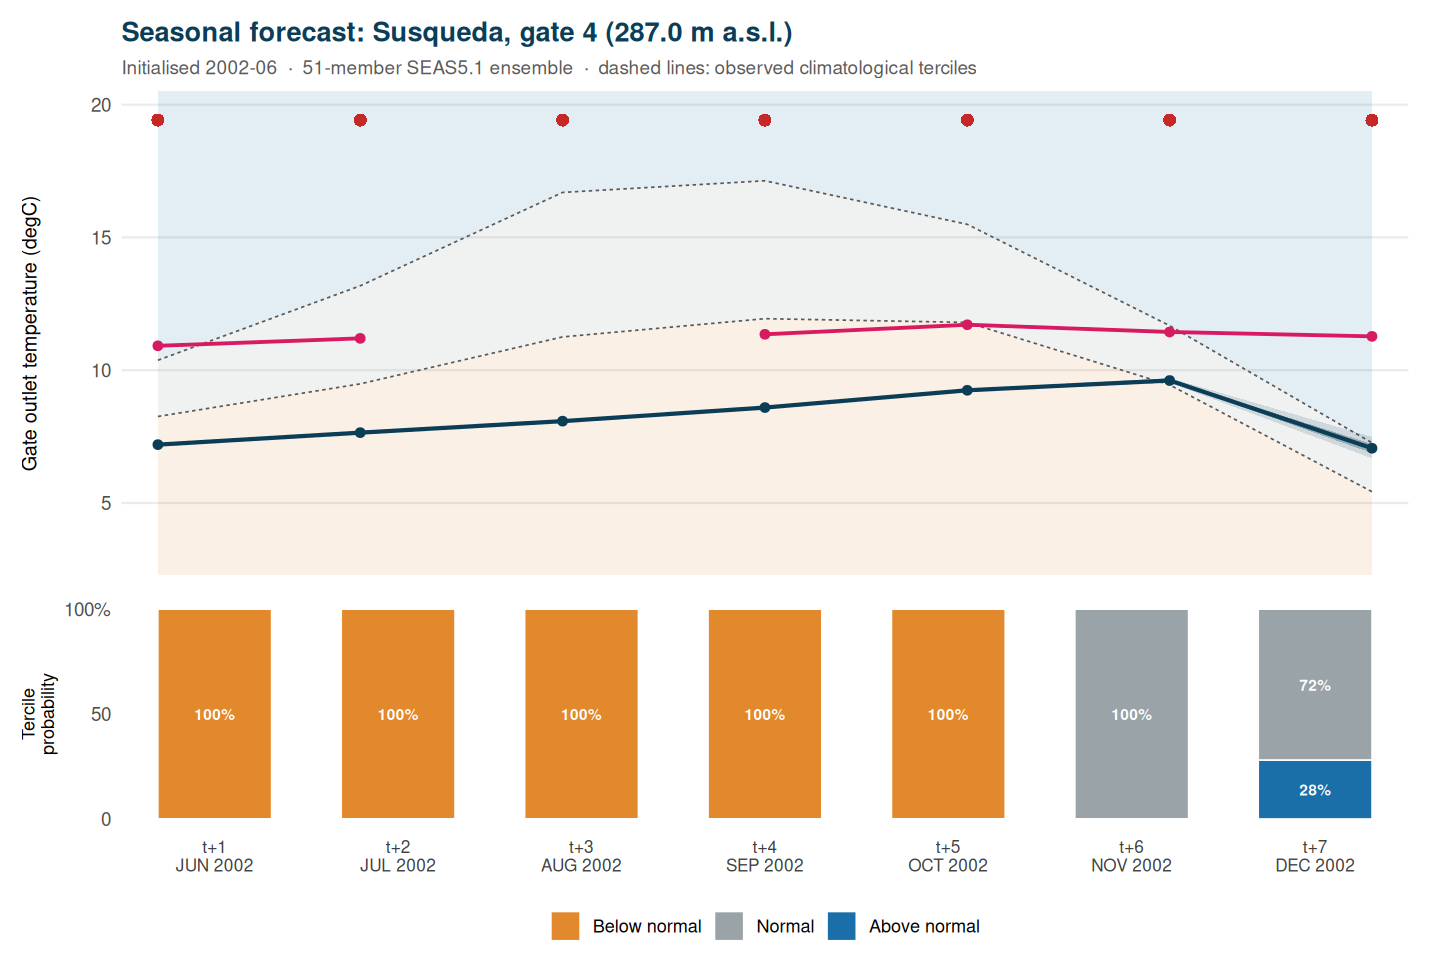 Seasonal forecast: Susqueda, gate 4 (287.0 m a.s.l.)
Initialised 2002-06 · 51-member SEAS5.1 ensemble · dashed lines: observed climatological terciles
Gate outlet temperature (degC)
20
15
10
5
Tercile
probability
100%
50
0
100%
100%
100%
100%
100%
100%
72%
28%
t+1
JUN 2002
t+2
JUL 2002
t+3
AUG 2002
t+4
SEP 2002
t+5
OCT 2002
t+6
NOV 2002
t+7
DEC 2002
Below normal
Normal
Above normal